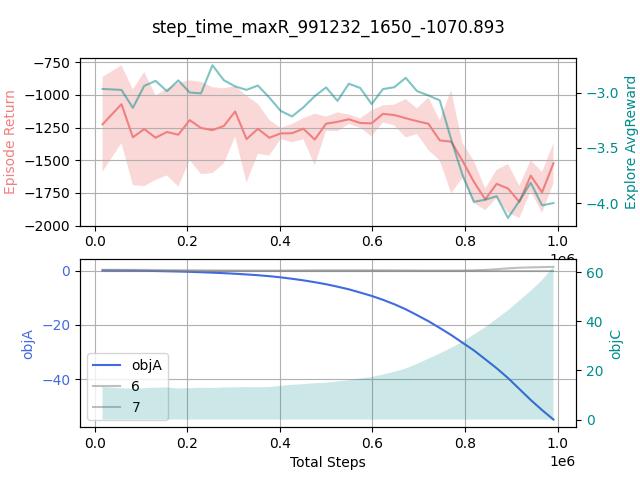 step_time_maxR_991232_1650_-1070.893
−750
−1000
−1250
−1500
−1750
−2000
Episode Return
−3.0
−3.5
−4.0
Explore AvgReward
0.0 0.2 0.4 0.6 0.8 1.0
1e6
0
−20
−40
objA
60
40
20
0
objC
objA
6
7
0.0 0.2 0.4 0.6 0.8 1.0
Total Steps
1e6